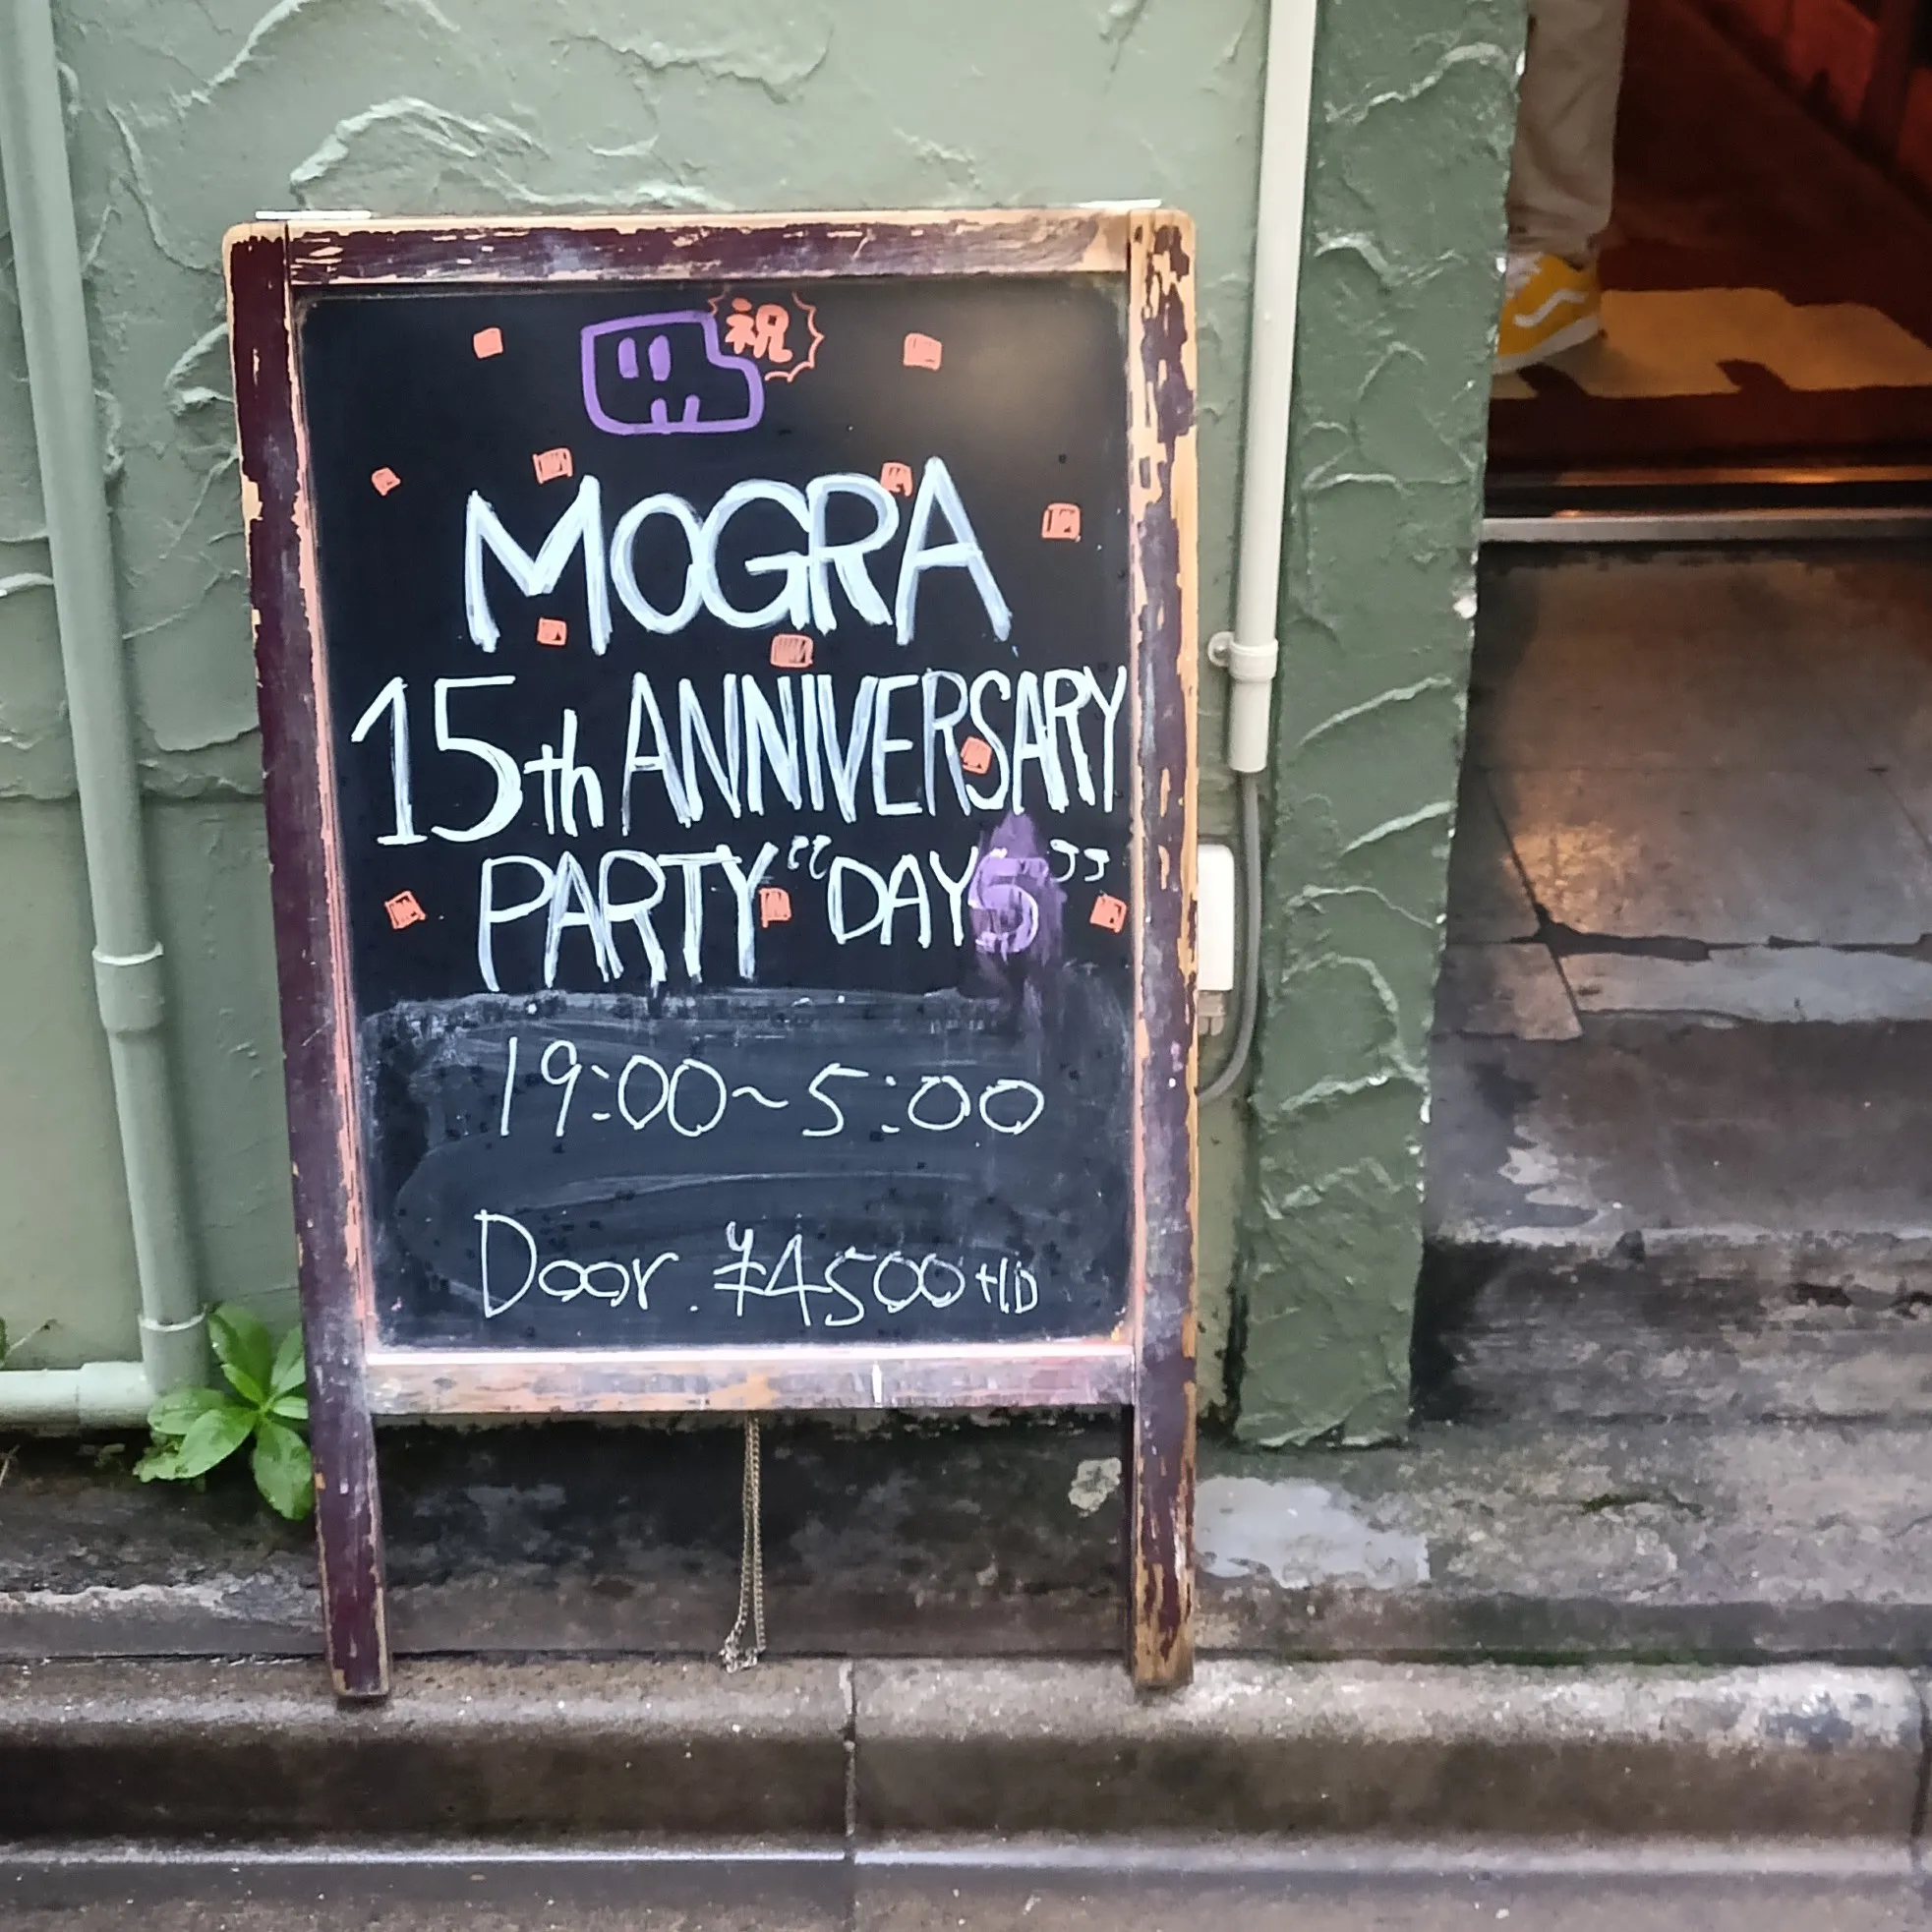 祝
MOGRA
15th ANNIVERSARY
PARTY “DAY5”
19:00~5:00
Door. ¥4500+1D